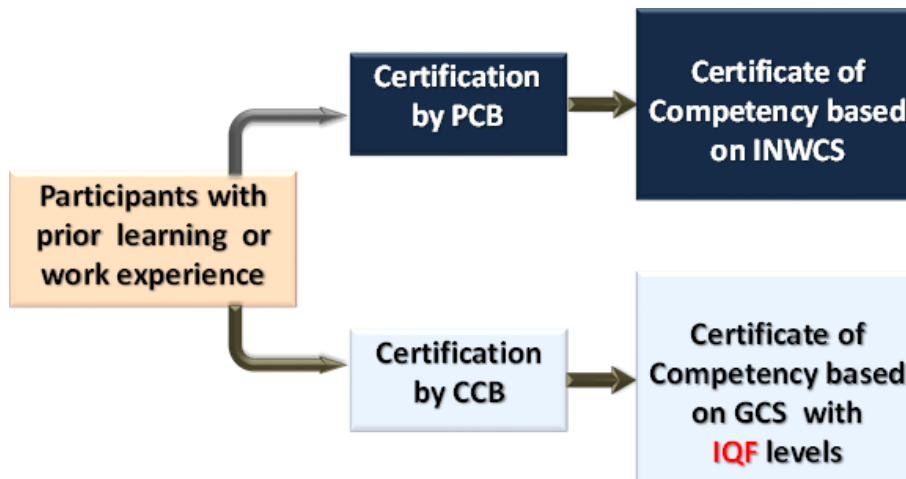 Certification
by PCB
Certificate of
Competency based
on INWCS
Participants with
prior learning or
work experience
Certification
by CCB
Certificate of
Competency based
on GCS with
IQF levels